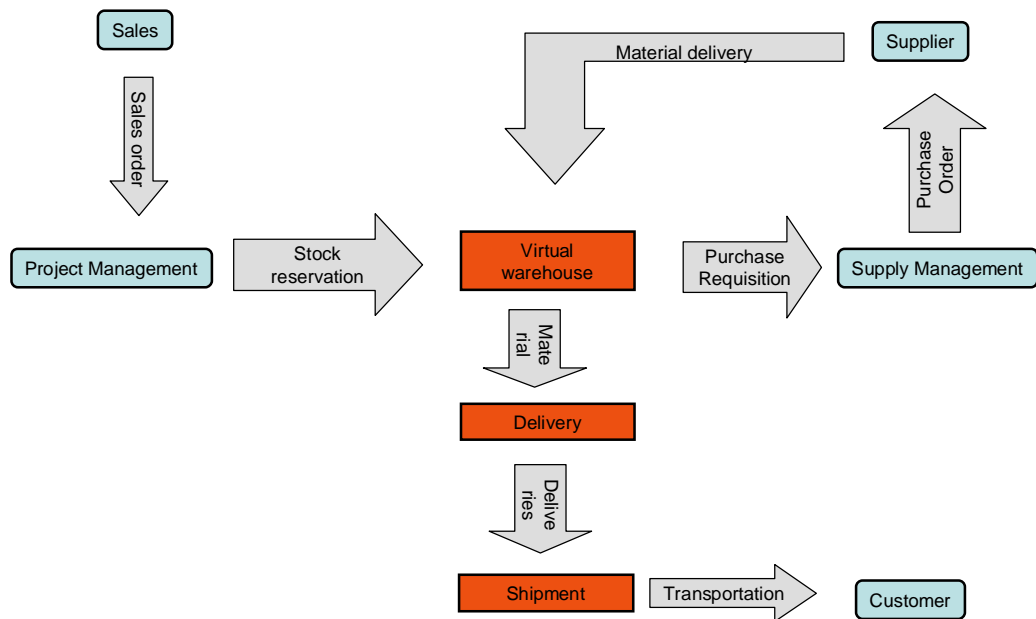 Sales
Supplier
Material delivery
Sales order
Purchase
Order
Project Management
Stock
reservation
Virtual
warehouse
Purchase
Requisition
Supply Management
Mate
rial
Delivery
Delive
ries
Shipment
Transportation
Customer